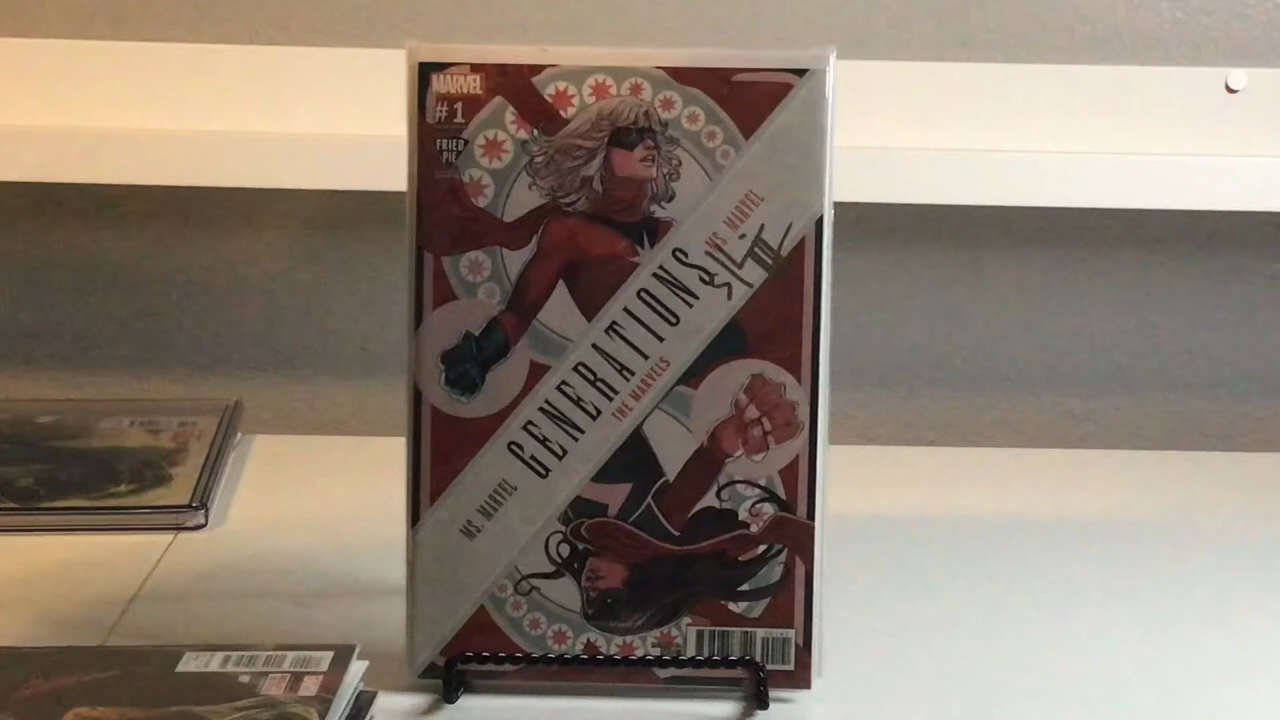 MARVEL
#1
FRIED
PIE
MS. MARVEL
GENERATIONS
THE MARVELS
MS. MARVEL